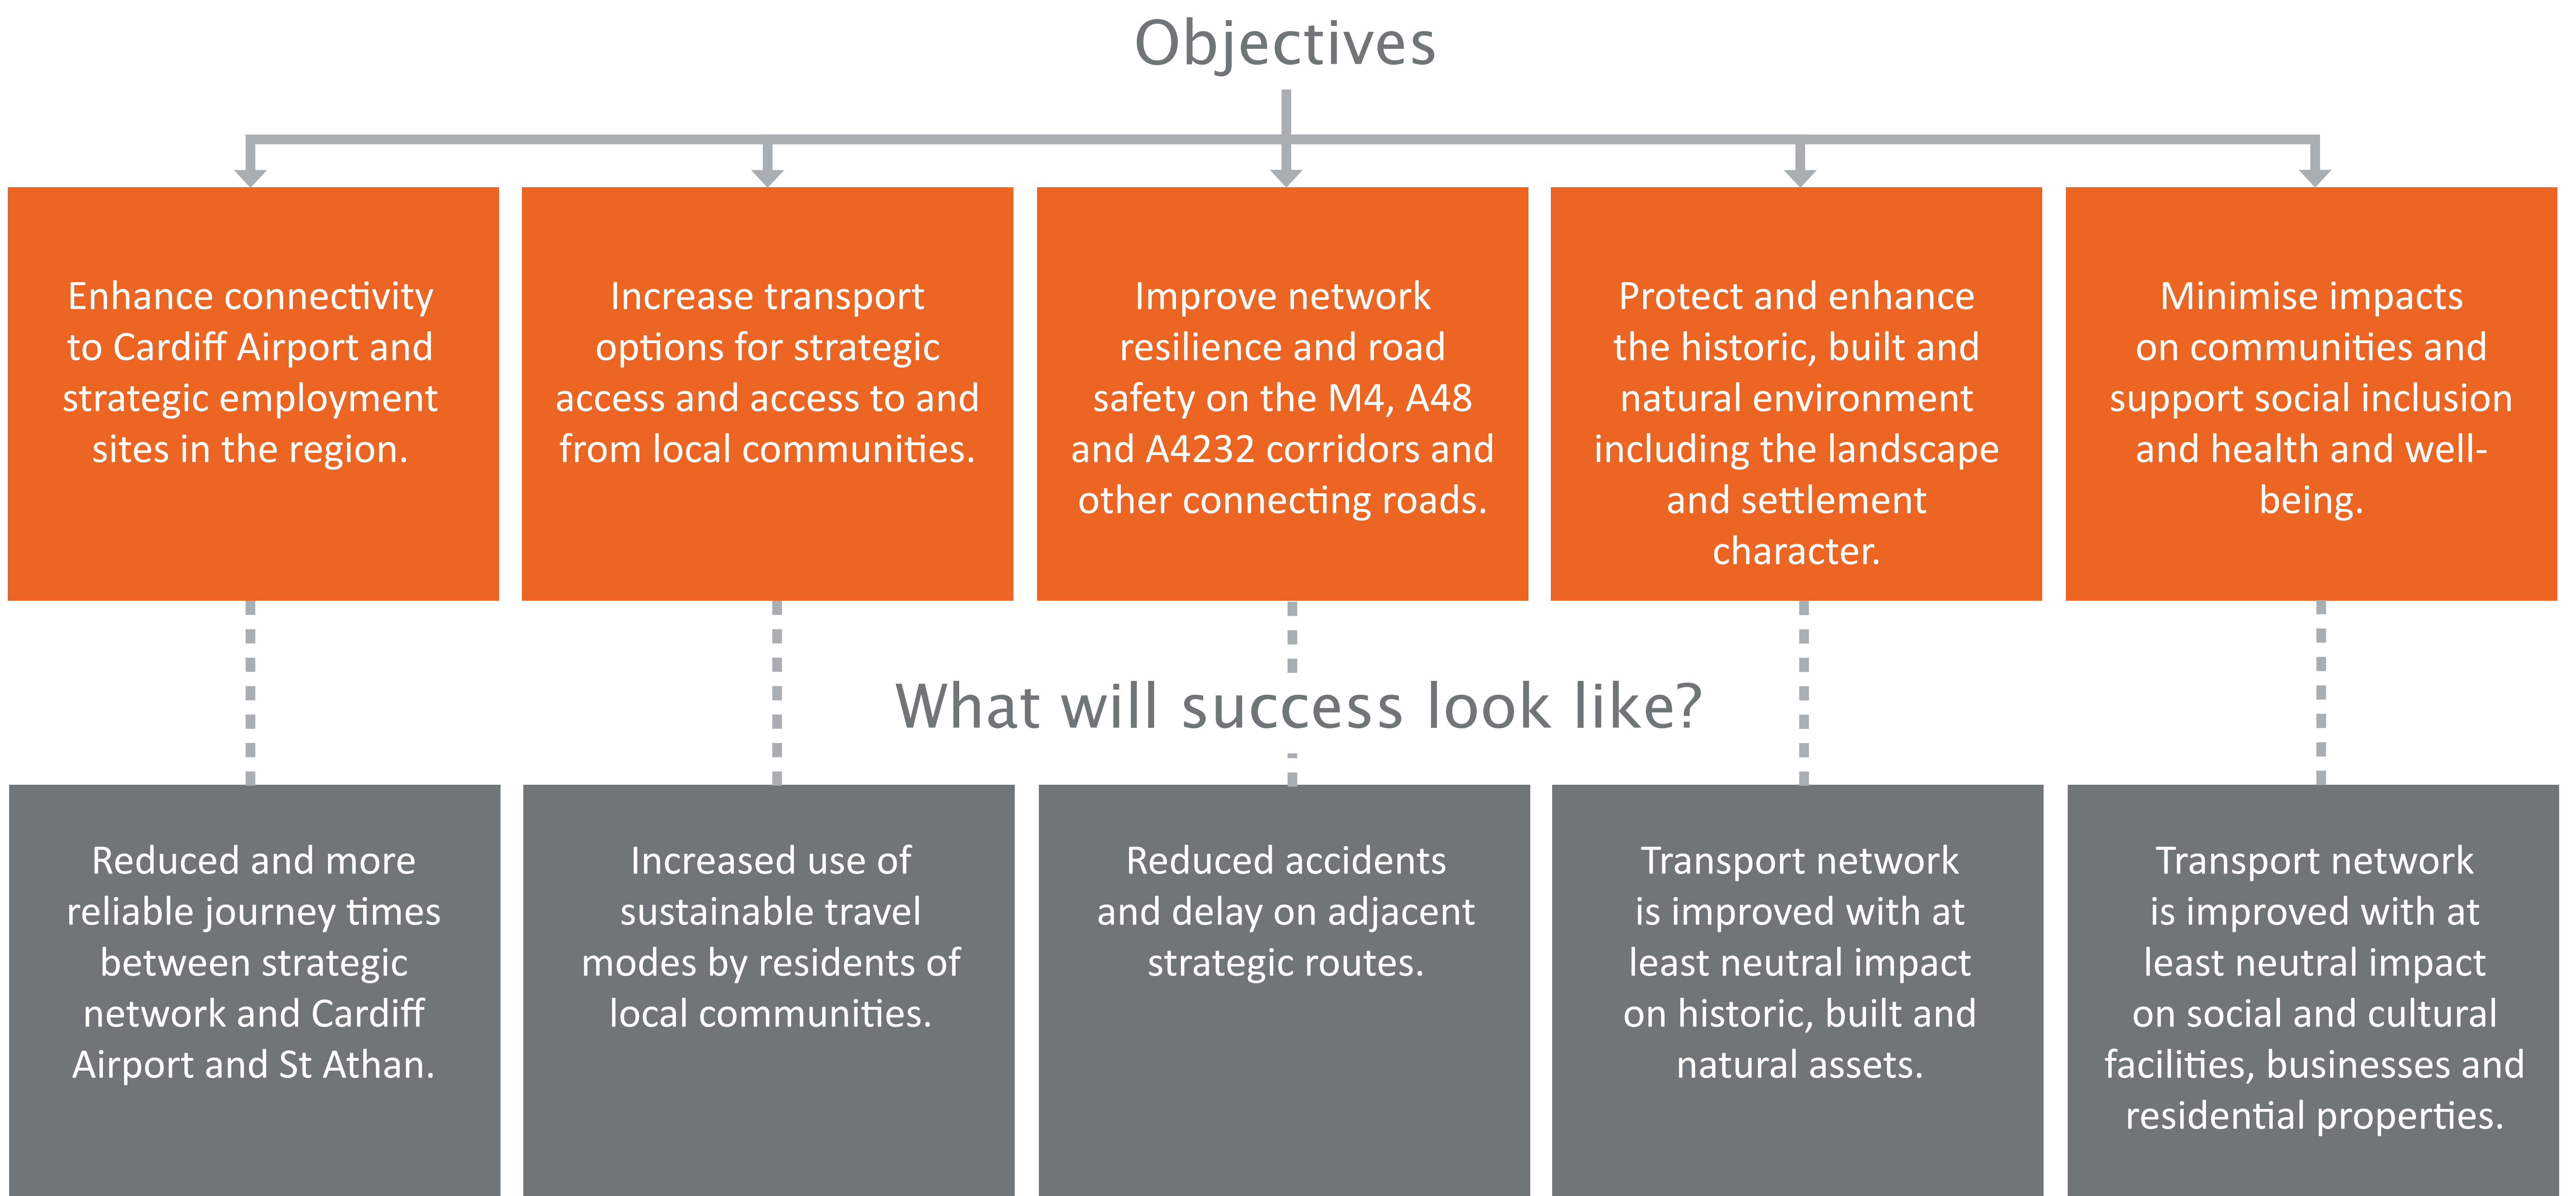 Objectives
Enhance connectivity
to Cardiff Airport and
strategic employment
sites in the region.
Increase transport
options for strategic
access and access to and
from local communities.
Improve network
resilience and road
safety on the M4, A48
and A4232 corridors and
other connecting roads.
Protect and enhance
the historic, built and
natural environment
including the landscape
and settlement
character.
Minimise impacts
on communities and
support social inclusion
and health and well-
being.
What will success look like?
Reduced and more
reliable journey times
between strategic
network and Cardiff
Airport and St Athan.
Increased use of
sustainable travel
modes by residents of
local communities.
Reduced accidents
and delay on adjacent
strategic routes.
Transport network
is improved with at
least neutral impact
on historic, built and
natural assets.
Transport network
is improved with at
least neutral impact
on social and cultural
facilities, businesses and
residential properties.